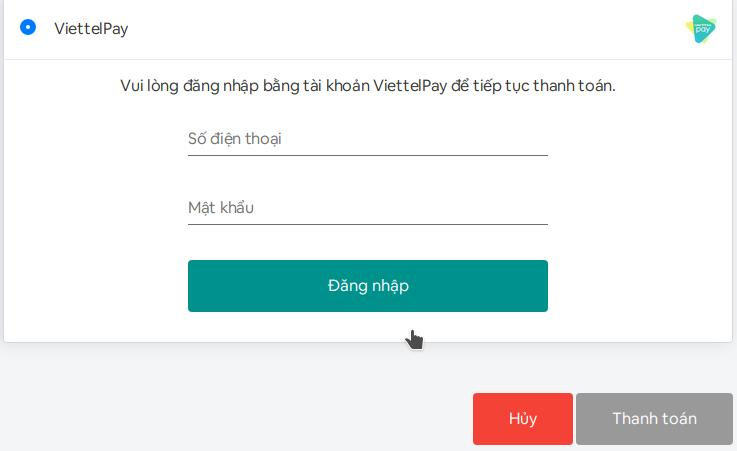 ViettelPay
pay
Vui lòng đăng nhập bằng tài khoản ViettelPay để tiếp tục thanh toán.
Số điện thoại
Mật khẩu
Đăng nhập
Hủy
Thanh toán